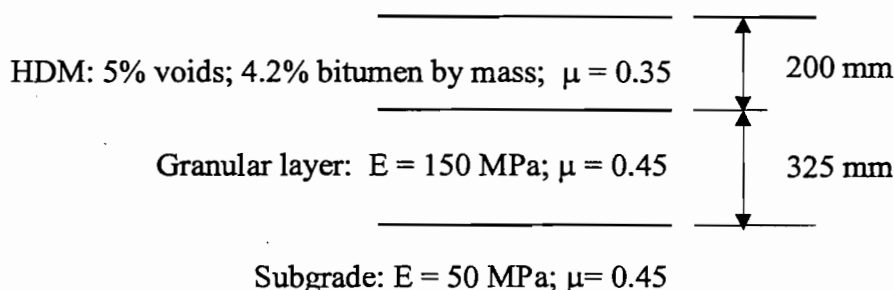 HDM: 5% voids; 4.2% bitumen by mass; μ = 0.35 200 mm
Granular layer: E = 150 MPa; μ = 0.45 325 mm
Subgrade: E = 50 MPa; μ= 0.45